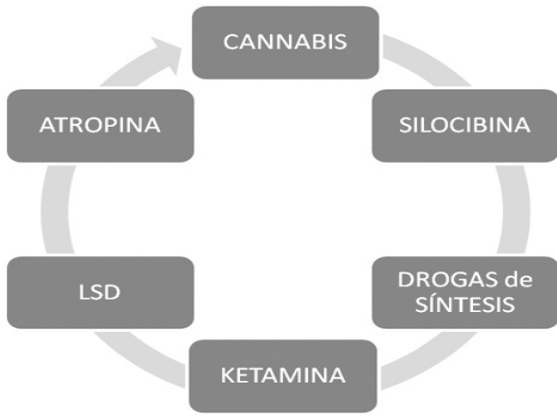 CANNABIS
SILOCIBINA
DROGAS de
SÍNTESIS
KETAMINA
LSD
ATROPINA